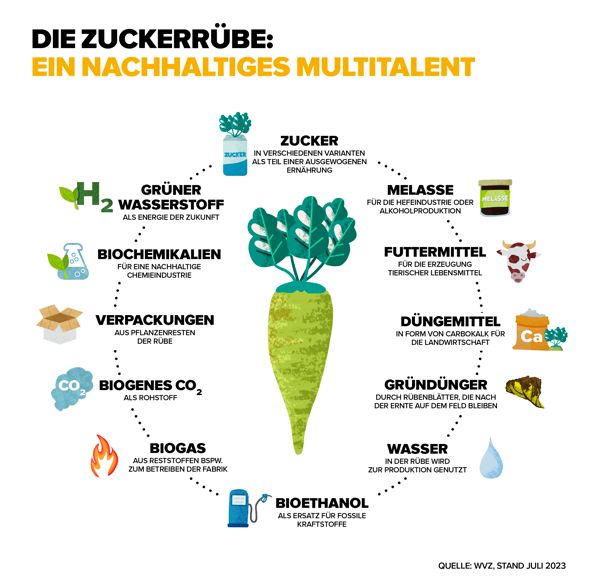 DIE ZUCKERRÜBE:
EIN NACHHALTIGES MULTITALENT
ZUCKER
ZUCKER
IN VERSCHIEDENEN VARIANTEN
ALS TEIL EINER AUSGEWOGENEN
ERNÄHRUNG
MELASSE
FÜR DIE HEFEINDUSTRIE ODER
ALKOHOLPRODUKTION
MELASSE
FUTTERMITTEL
FÜR DIE ERZEUGUNG
TIERISCHER LEBENSMITTEL
DÜNGEMITTEL
IN FORM VON CARBOKALK FÜR
DIE LANDWIRTSCHAFT
Ca
GRÜNDÜNGER
DURCH RÜBENBLÄTTER, DIE NACH
DER ERNTE AUF DEM FELD BLEIBEN
WASSER
IN DER RÜBE WIRD
ZUR PRODUKTION GENUTZT
BIOETHANOL
ALS ERSATZ FÜR FOSSILE
KRAFTSTOFFE
BIOGAS
AUS RESTSTOFFEN BSPW.
ZUM BETREIBEN DER FABRIK
CO2
BIOGENES CO2
ALS ROHSTOFF
VERPACKUNGEN
AUS PFLANZENRESTEN
DER RÜBE
BIOCHEMIKALIEN
FÜR EINE NACHHALTIGE
CHEMIEINDUSTRIE
H2
GRÜNER
WASSERSTOFF
ALS ENERGIE DER ZUKUNFT
QUELLE: WVZ, STAND JULI 2023